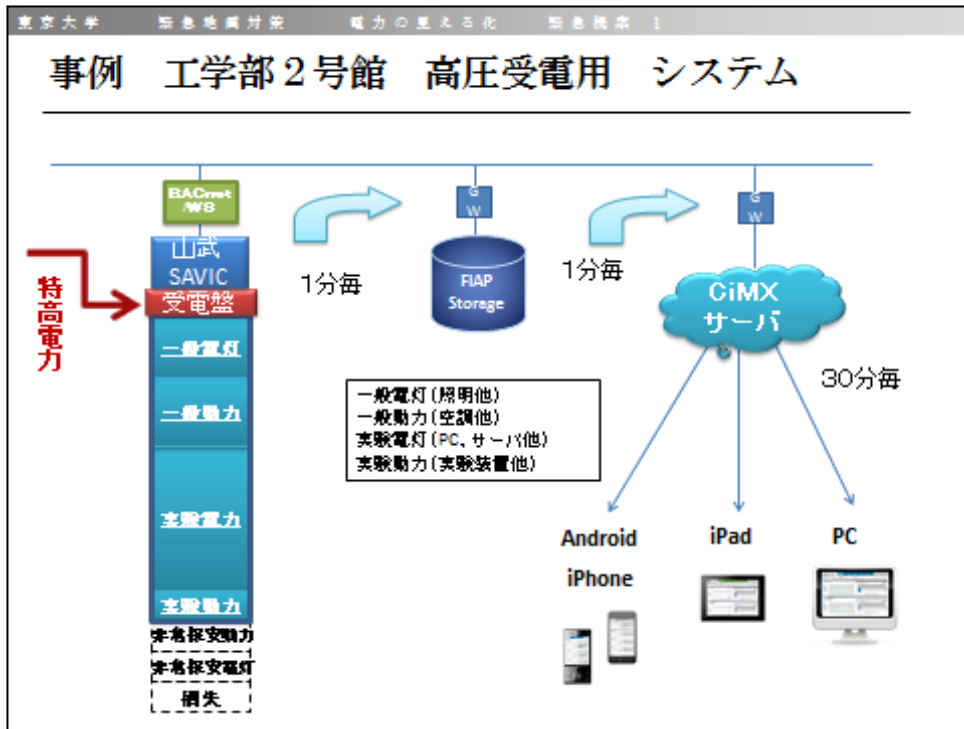 東京大学 緊急地震対策 電力の見える化 緊急提案 1
事例 工学部２号館 高圧受電用 システム
BACnet
/WS
山武
SAVIC
受電盤
特高電力
一般電灯
一般動力
実験電力
実験動力
非常保安動力
非常保安電灯
損失
1分毎
G
W
FIAP
Storage
1分毎
G
W
CiMX
サーバ
30分毎
一般電灯(照明他)
一般動力(空調他)
実験電灯(PC、サーバ他)
実験動力(実験装置他)
Android
iPhone
iPad
PC